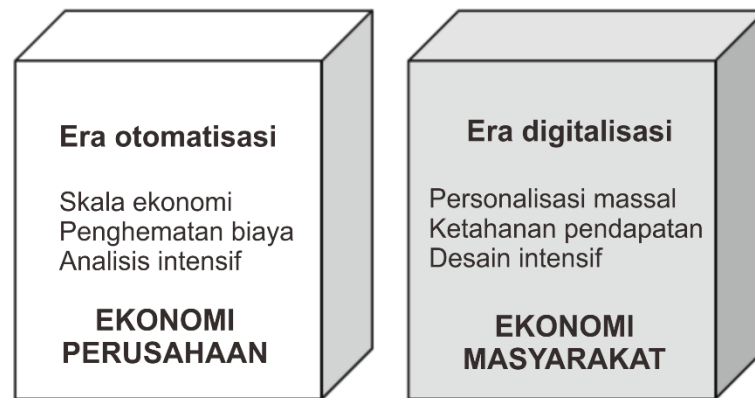 Era otomatisasi
Skala ekonomi
Penghematan biaya
Analisis intensif
EKONOMI
PERUSAHAAN
Era digitalisasi
Personalisasi massal
Ketahanan pendapatan
Desain intensif
EKONOMI
MASYARAKAT